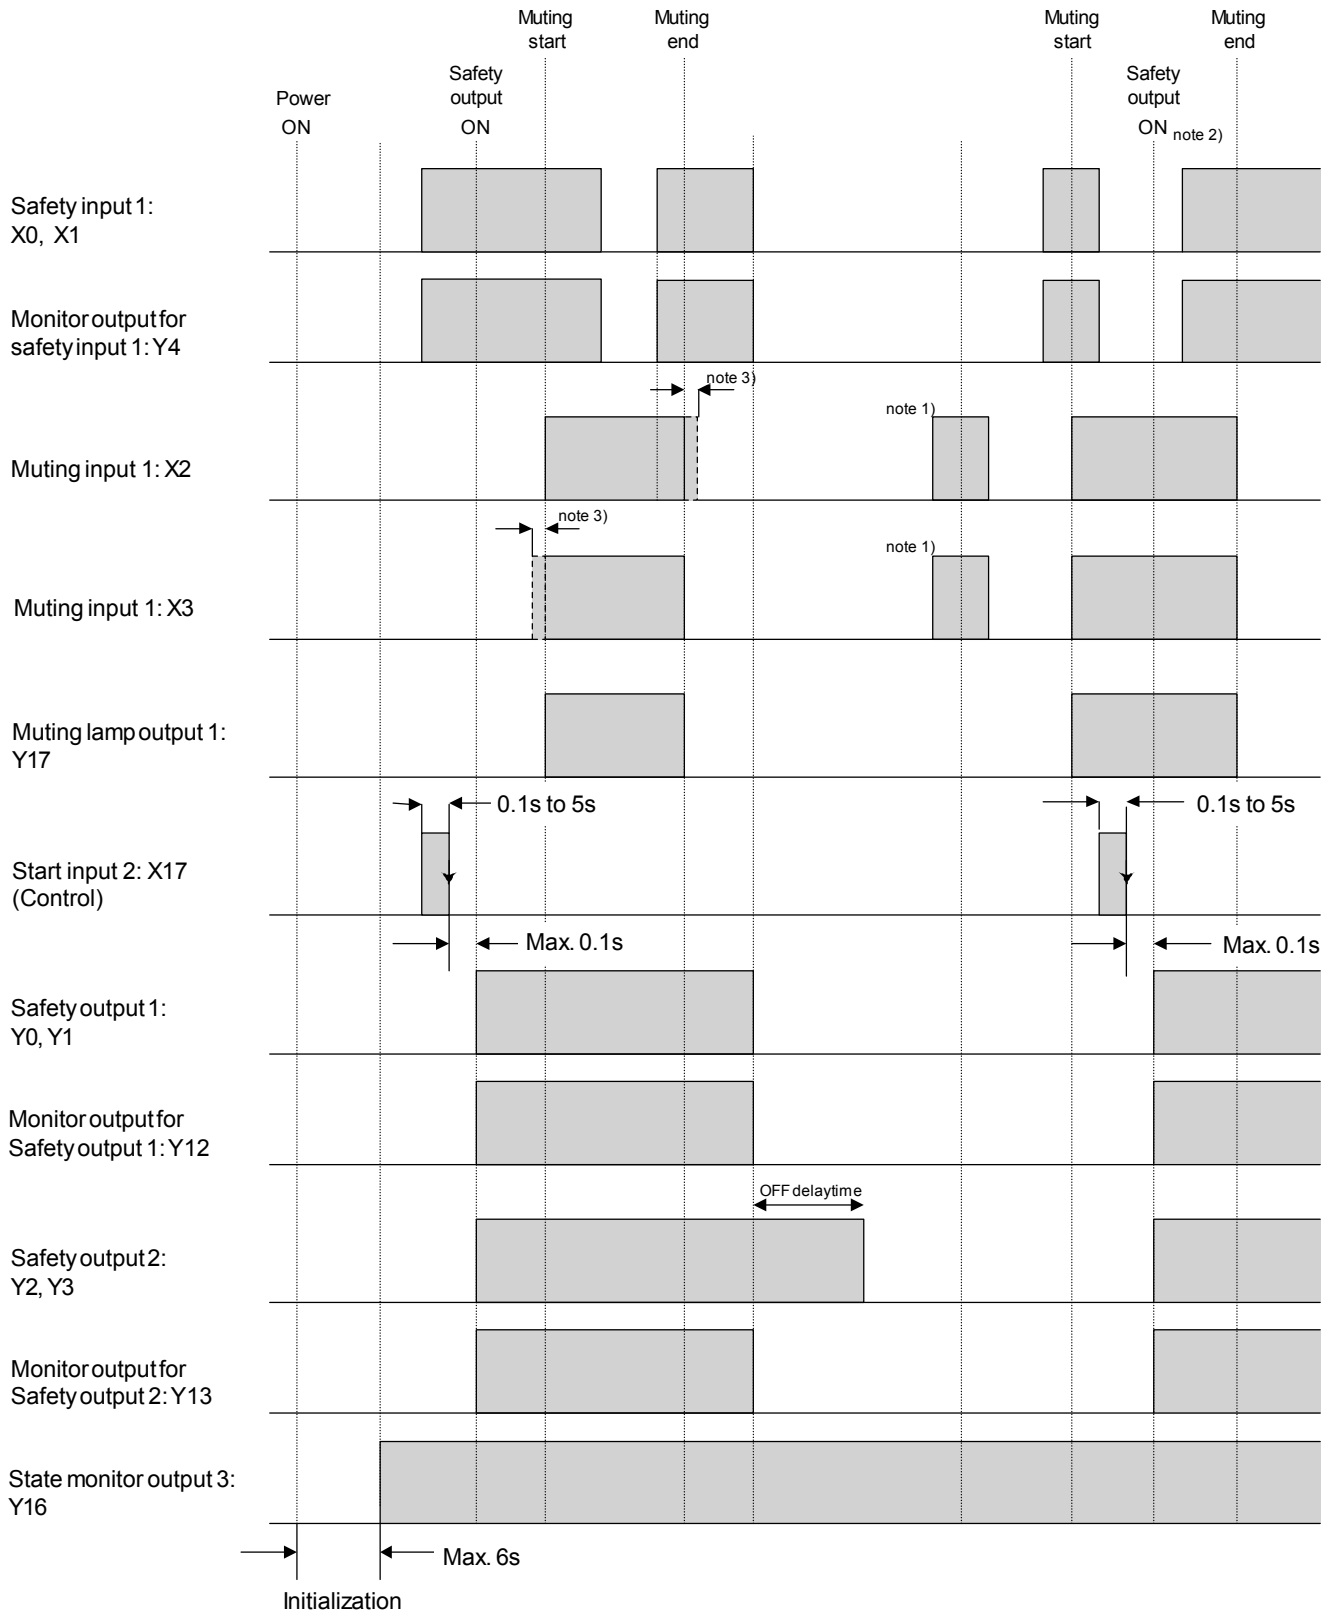 Muting
start
Muting
end
Muting
start
Muting
end
Safety
output
ON
Safety
output
ON note 2)
Power
ON
Safety input 1:
X0, X1
Monitor output for
safety input 1: Y4
note 3)
note 1)
Muting input 1: X2
note 3)
note 1)
Muting input 1: X3
Muting lamp output 1:
Y17
0.1s to 5s
0.1s to 5s
Start input 2: X17
(Control)
Max. 0.1s
Max. 0.1s
Safety output 1:
Y0, Y1
Monitor output for
Safety output 1: Y12
OFF delay time
Safety output 2:
Y2, Y3
Monitor output for
Safety output 2: Y13
State monitor output 3:
Y16
Max. 6s
Initialization